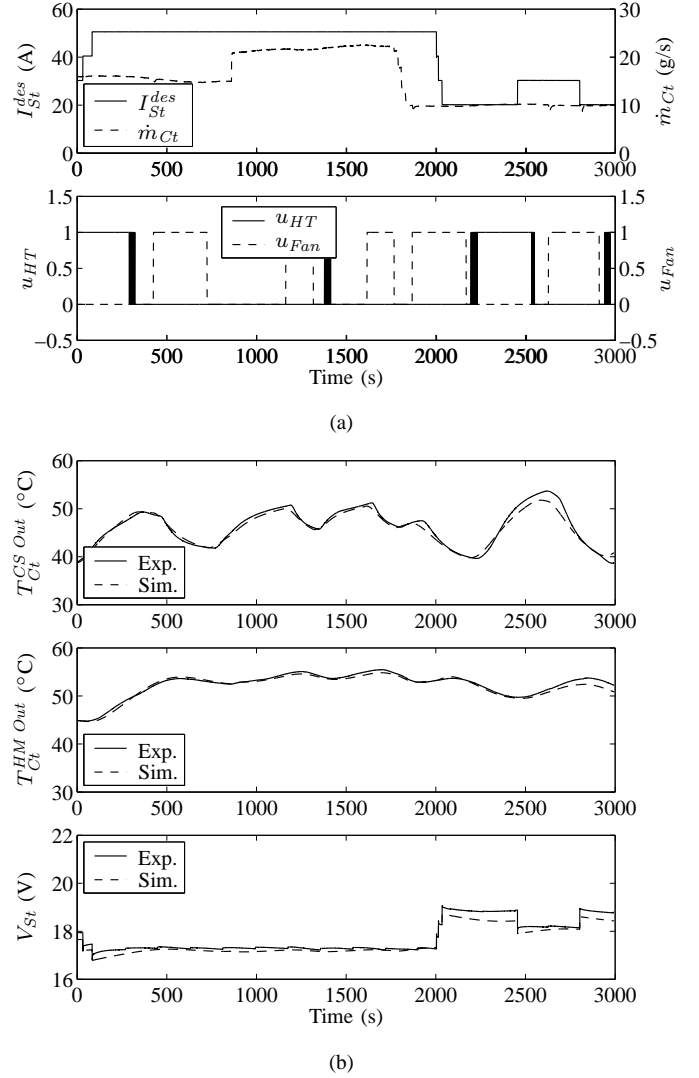 60
40
20
0
30
20
10
0
I_{St}^{des} (A)
ṁ_{Ct} (g/s)
I_{St}^{des}
ṁ_{Ct}
0 500 1000 1500 2000 2500 3000
1.5
1
0.5
0
−0.5
1.5
1
0.5
0
−0.5
u_{HT}
u_{Fan}
u_{HT}
u_{Fan}
0 500 1000 1500 2000 2500 3000
Time (s)
(a)
60
50
40
30
T_{Ct}^{CS Out} (°C)
Exp.
Sim.
0 500 1000 1500 2000 2500 3000
60
50
40
30
T_{Ct}^{HM Out} (°C)
Exp.
Sim.
0 500 1000 1500 2000 2500 3000
22
20
18
16
V_{St} (V)
Exp.
Sim.
0 500 1000 1500 2000 2500 3000
Time (s)
(b)